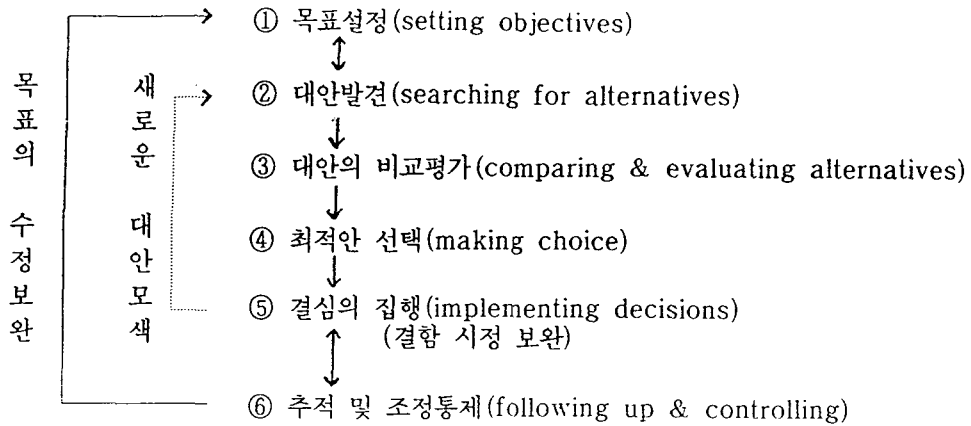 ① 목표설정(setting objectives)
② 대안발견(searching for alternatives)
③ 대안의 비교평가(comparing & evaluating alternatives)
④ 최적안 선택(making choice)
⑤ 결심의 집행(implementing decisions)
(결함 시정 보완)
⑥ 추적 및 조정통제(following up & controlling)
목표의 수정보완
새로운 대안모색